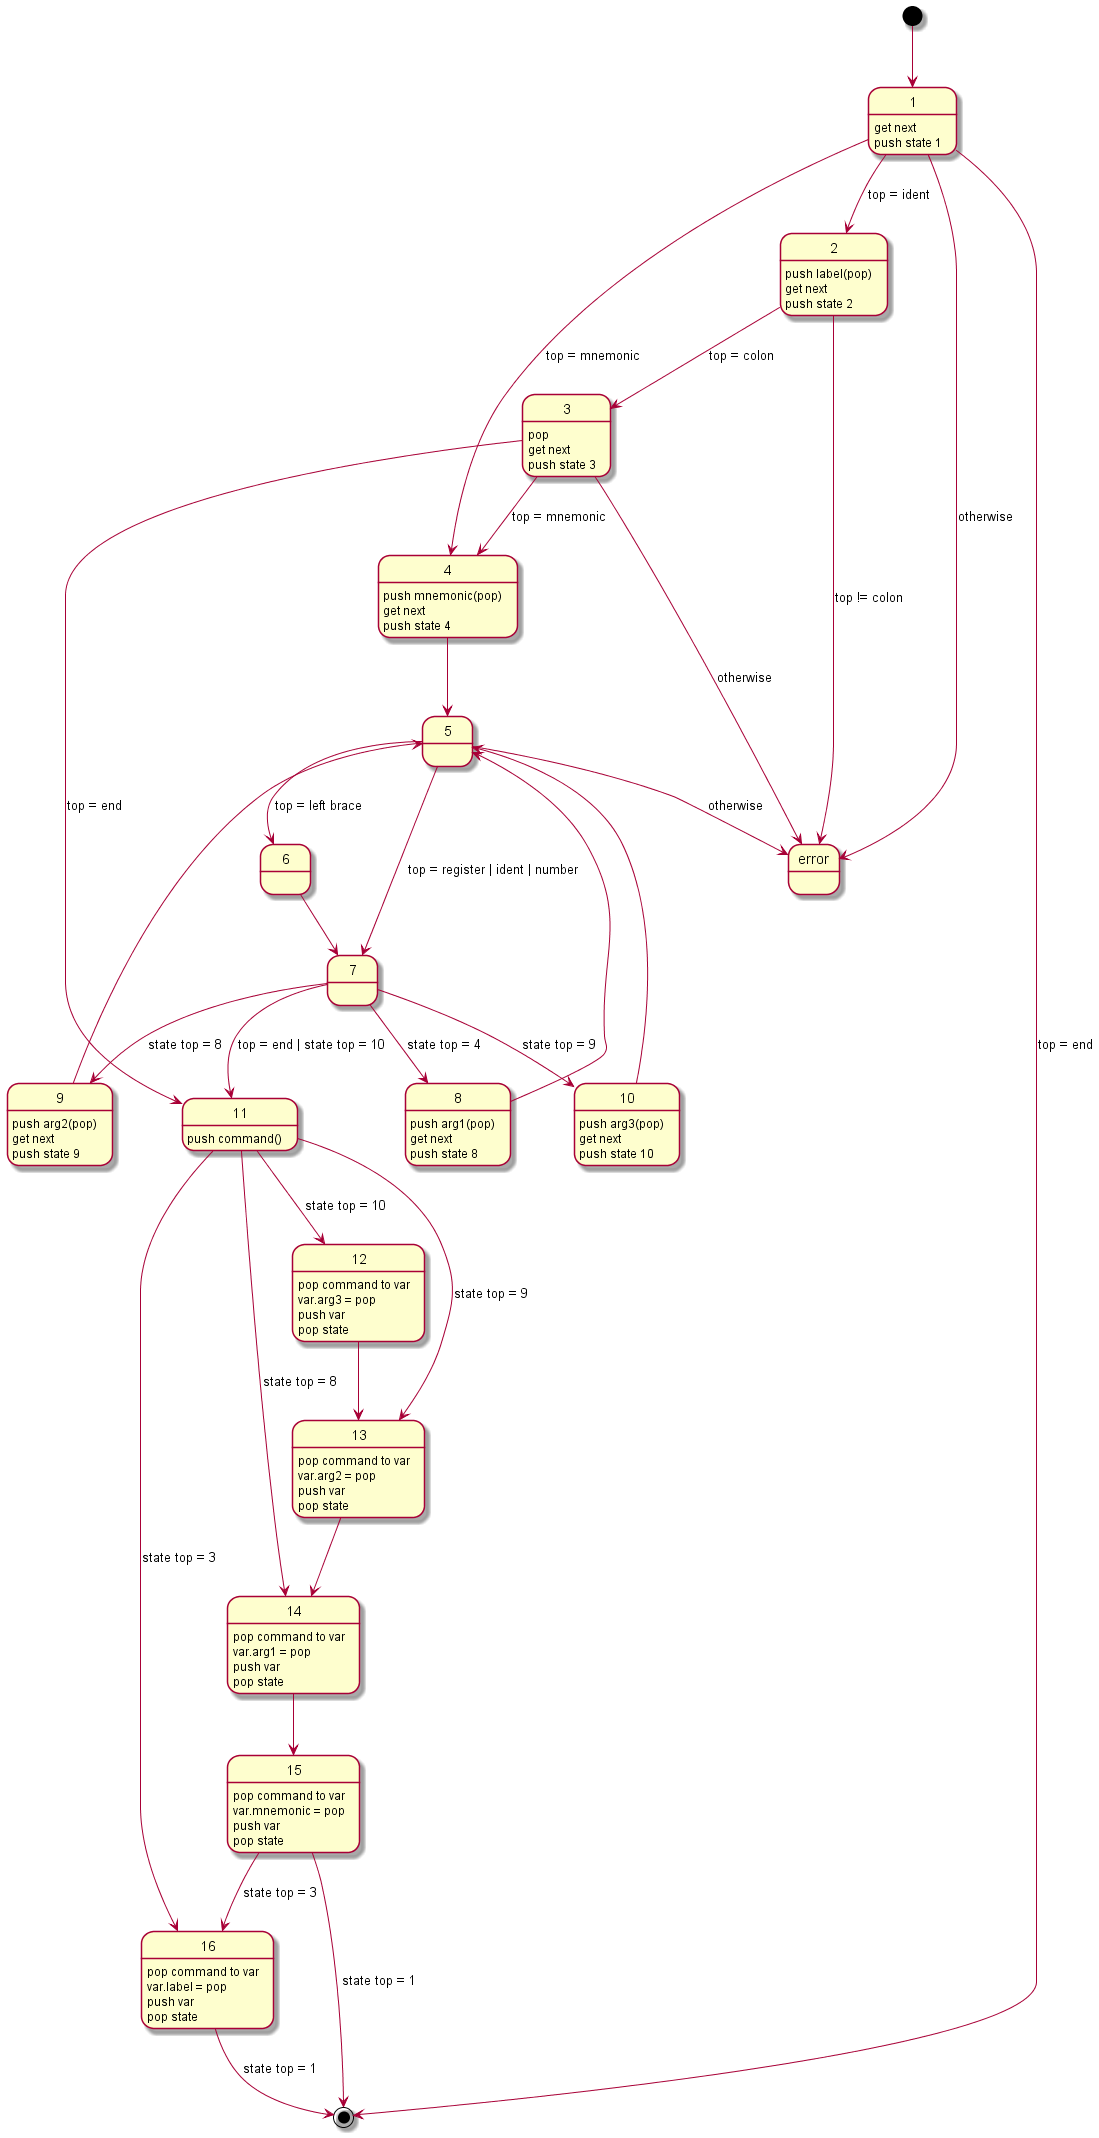 1
get next
push state 1
top = ident
2
push label(pop)
get next
push state 2
top = mnemonic
top = colon
3
pop
get next
push state 3
top = mnemonic
otherwise
4
push mnemonic(pop)
get next
push state 4
top != colon
otherwise
5
top = end
top = left brace
otherwise
6
error
top = register | ident | number
7
state top = 8
top = end | state top = 10
state top = 4
state top = 9
top = end
9
push arg2(pop)
get next
push state 9
11
push command()
8
push arg1(pop)
get next
push state 8
10
push arg3(pop)
get next
push state 10
state top = 10
12
pop command to var
var.arg3 = pop
push var
pop state
state top = 9
state top = 8
13
pop command to var
var.arg2 = pop
push var
pop state
state top = 3
14
pop command to var
var.arg1 = pop
push var
pop state
15
pop command to var
var.mnemonic = pop
push var
pop state
state top = 3
16
pop command to var
var.label = pop
push var
pop state
state top = 1
state top = 1